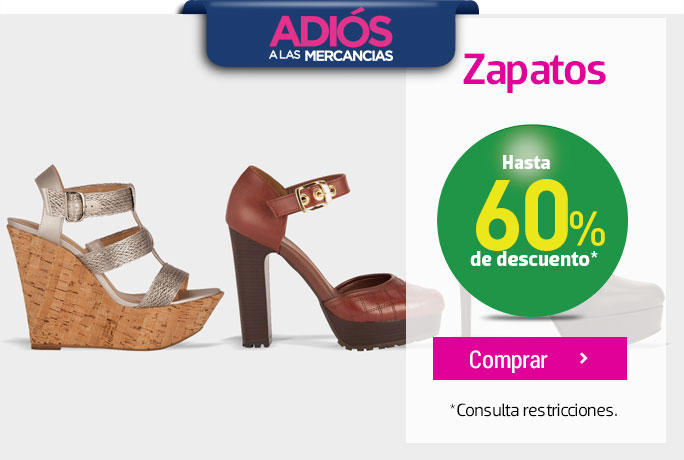 ADIÓS
A LAS MERCANCIAS
Zapatos
Hasta
60%
de descuento*
Comprar >
*Consulta restricciones.